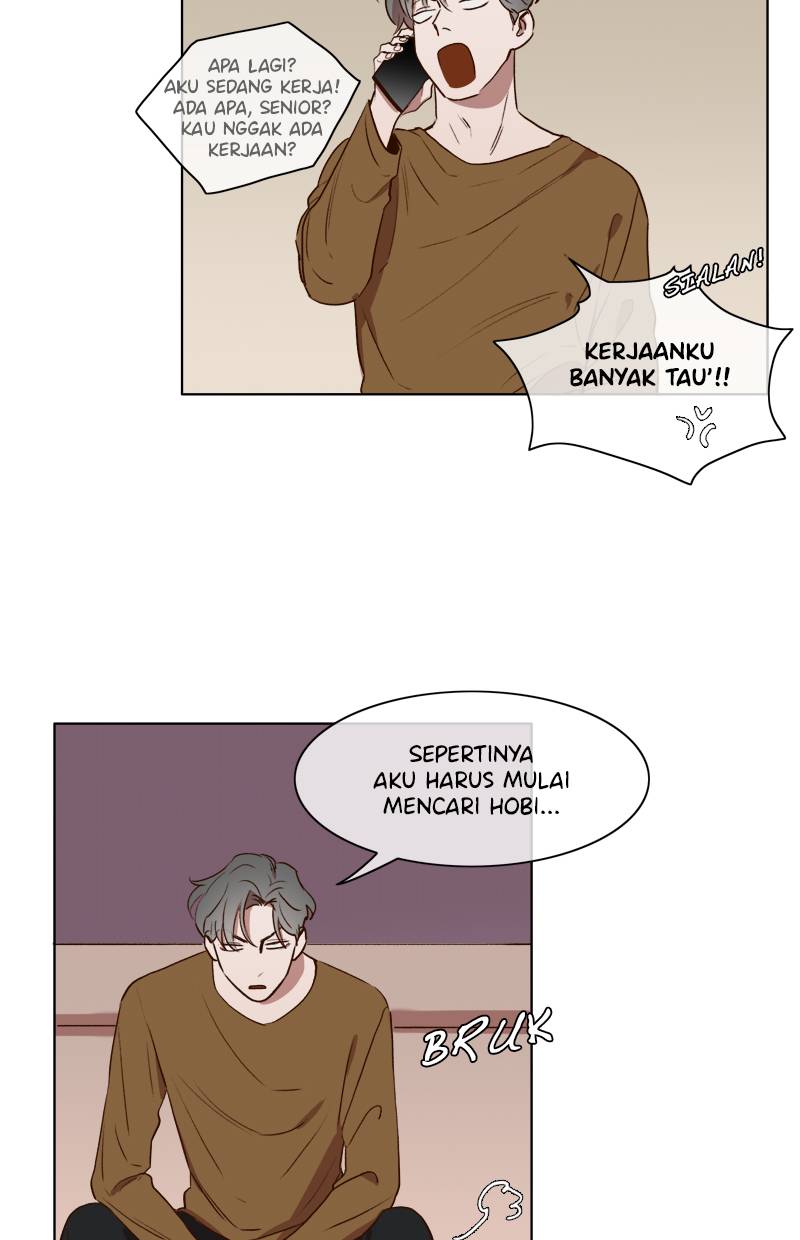 APA LAGI?
AKU SEDANG KERJA!
ADA APA, SENIOR?
KAU NGGAK ADA
KERJAAN?
SIALAN!
KERJAANKU
BANYAK TAU'!!
SEPERTINYA
AKU HARUS MULAI
MENCARI HOBI...
BRUK